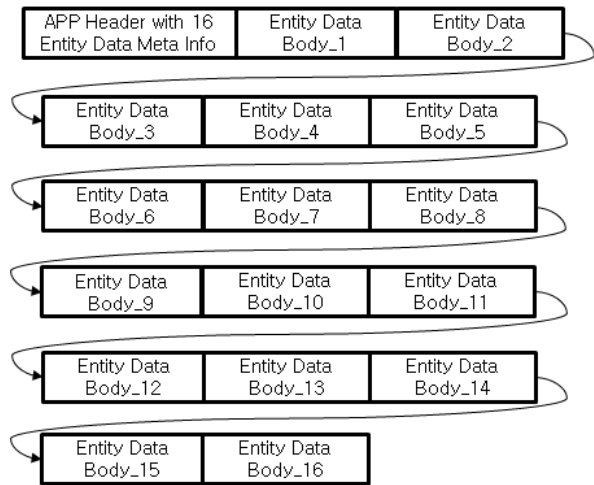 APP Header with 16
Entity Data Meta Info
Entity Data
Body_1
Entity Data
Body_2
Entity Data
Body_3
Entity Data
Body_4
Entity Data
Body_5
Entity Data
Body_6
Entity Data
Body_7
Entity Data
Body_8
Entity Data
Body_9
Entity Data
Body_10
Entity Data
Body_11
Entity Data
Body_12
Entity Data
Body_13
Entity Data
Body_14
Entity Data
Body_15
Entity Data
Body_16